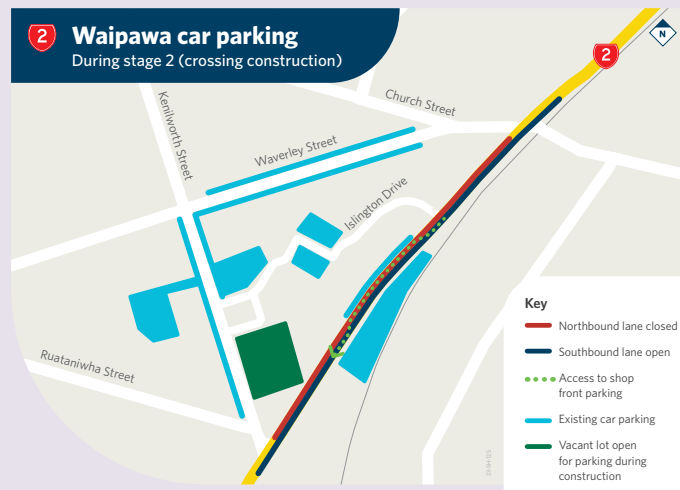 2
Waipawa car parking
During stage 2 (crossing construction)
2
N
Church Street
Kenilworth Street
Waverley Street
Islington Drive
Ruataniwha Street
Key
Northbound lane closed
Southbound lane open
Access to shop
front parking
Existing car parking
Vacant lot open
for parking during
construction